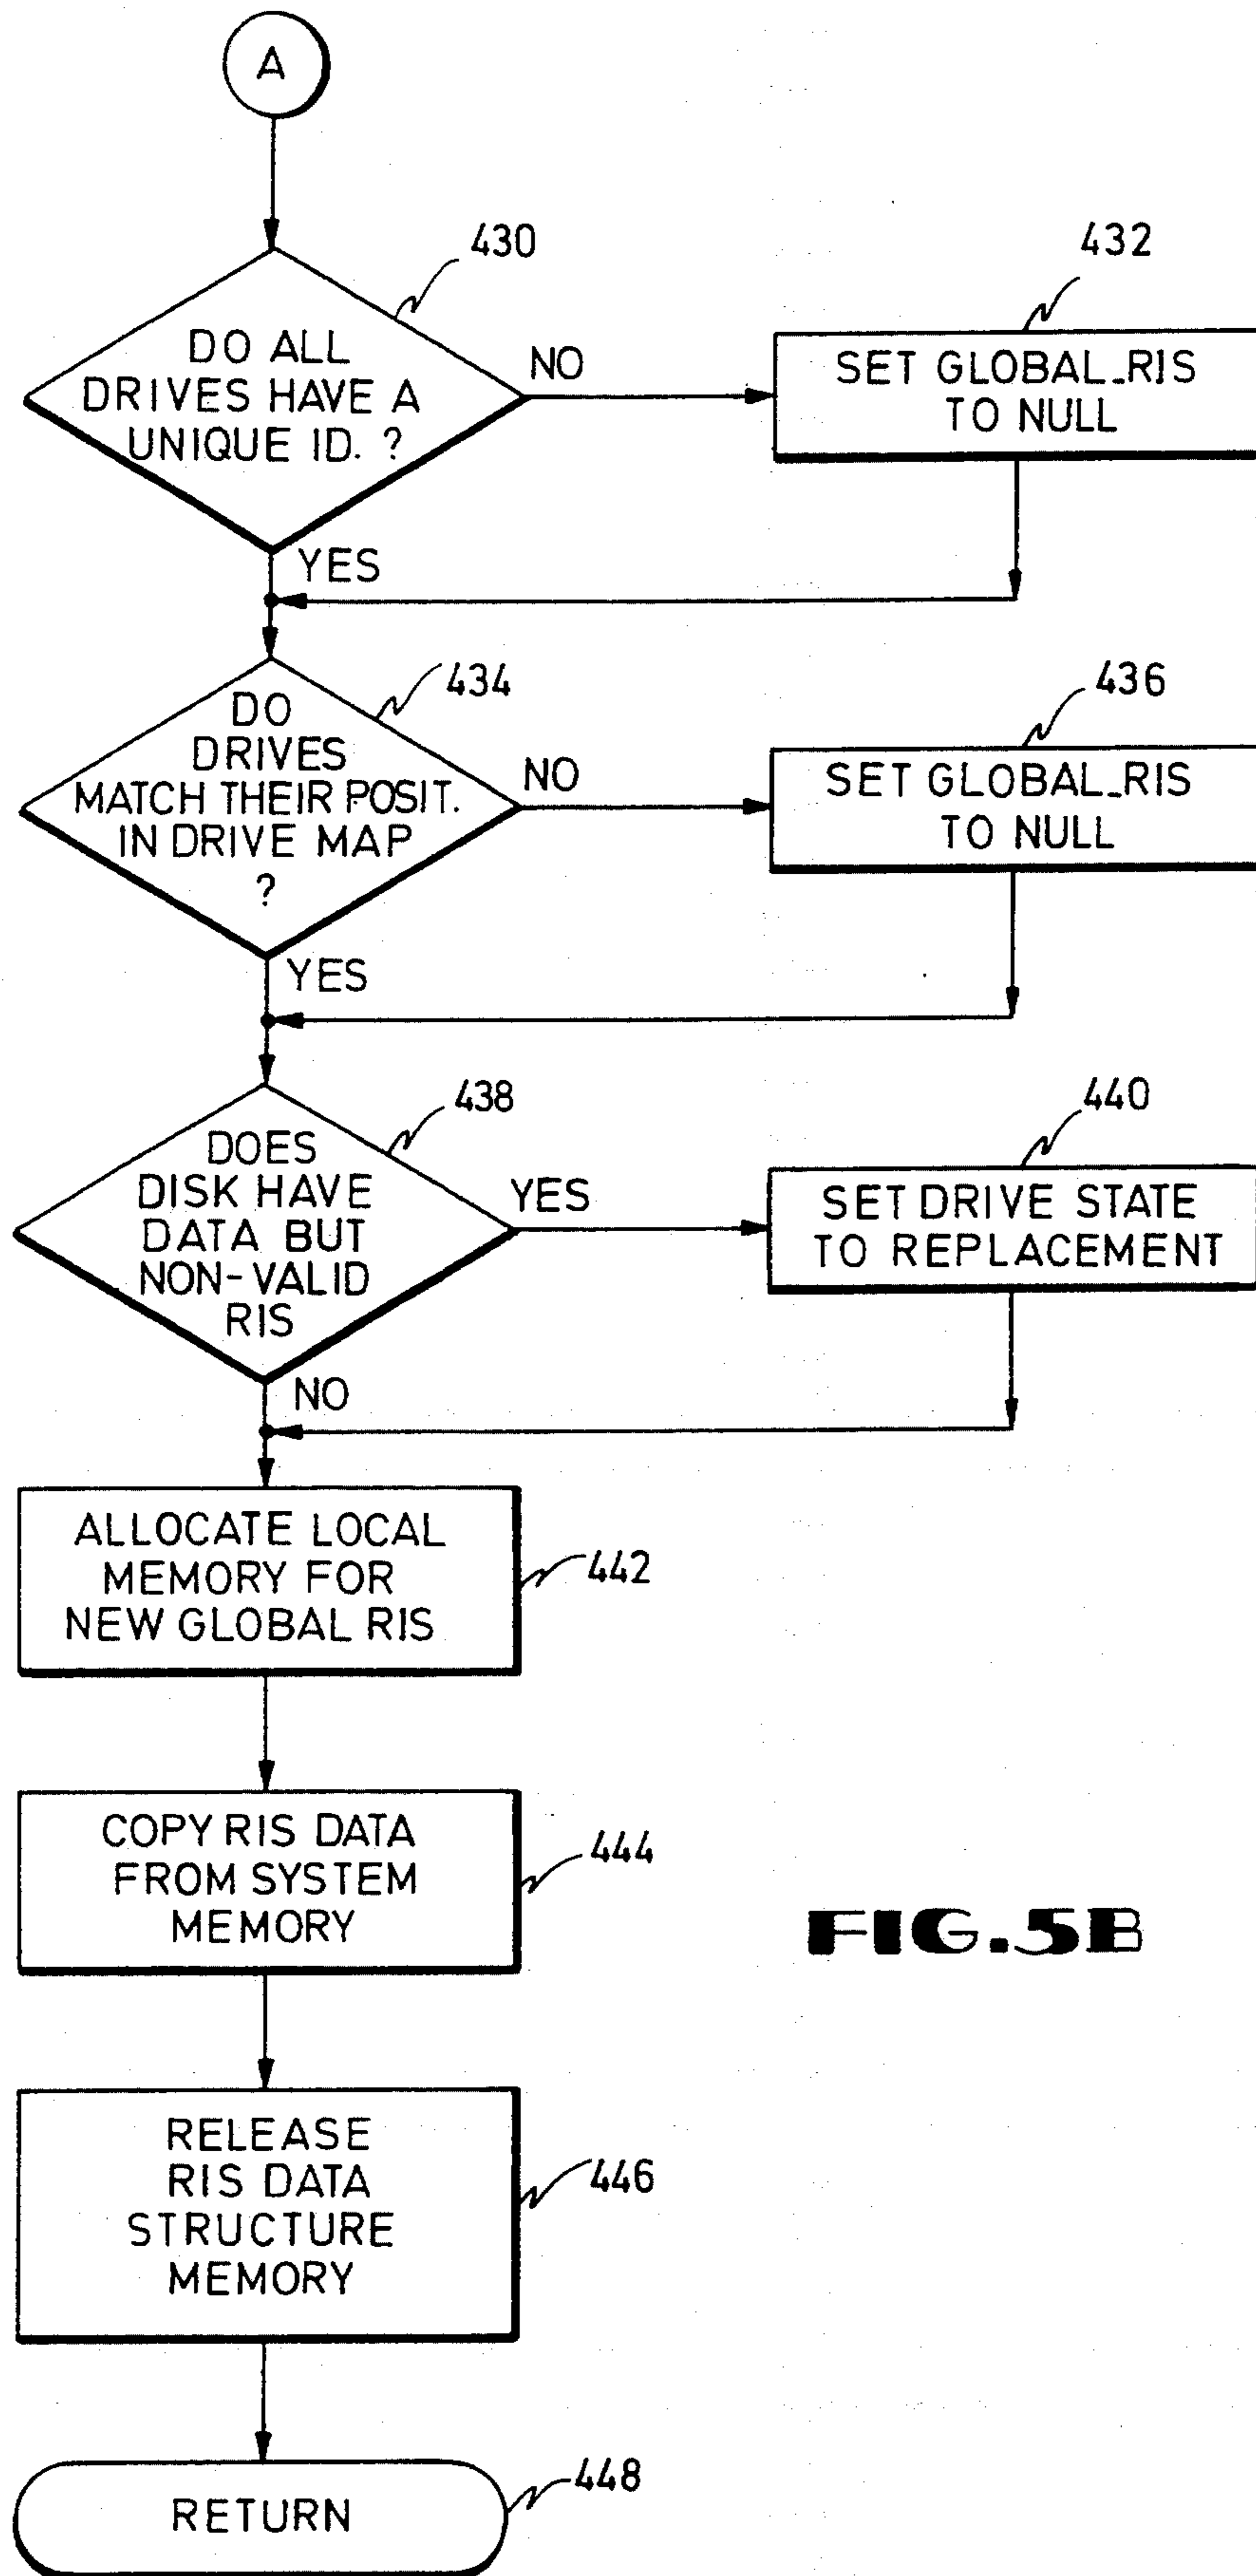 A
430
DO ALL
DRIVES HAVE A
UNIQUE ID. ?
NO
432
SET GLOBAL_RIS
TO NULL
YES
434
DO
DRIVES
MATCH THEIR POSIT.
IN DRIVE MAP
?
NO
436
SET GLOBAL_RIS
TO NULL
YES
438
DOES
DISK HAVE
DATA BUT
NON-VALID
RIS
YES
440
SET DRIVE STATE
TO REPLACEMENT
NO
ALLOCATE LOCAL
MEMORY FOR
NEW GLOBAL RIS
442
COPY RIS DATA
FROM SYSTEM
MEMORY
444
FIG.5B
RELEASE
RIS DATA
STRUCTURE
MEMORY
446
RETURN
448